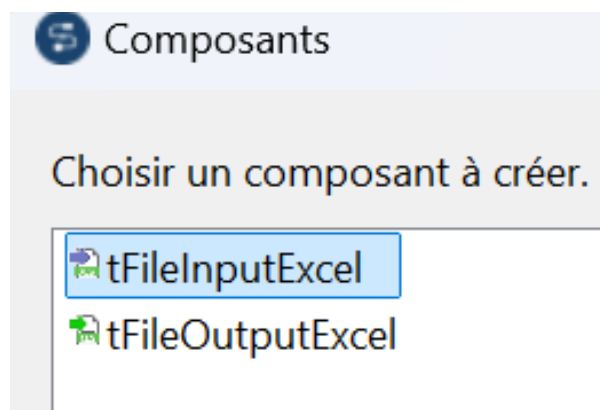 Composants
Choisir un composant à créer.
tFileInputExcel
tFileOutputExcel